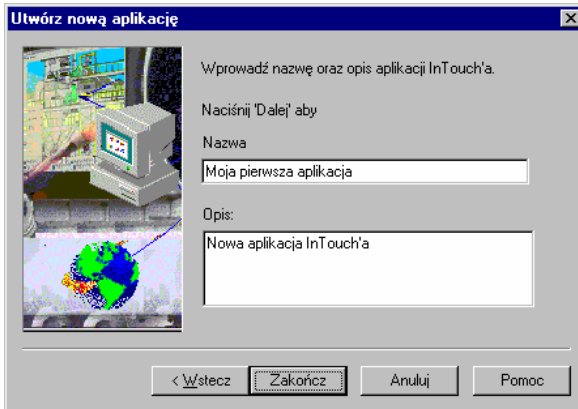 Utwórz nową aplikację
Wprowadź nazwę oraz opis aplikacji InTouch'a.
Naciśnij 'Dalej' aby
Nazwa
Moja pierwsza aplikacja
Opis:
Nowa aplikacja InTouch'a
< Wstecz
Zakończ
Anuluj
Pomoc